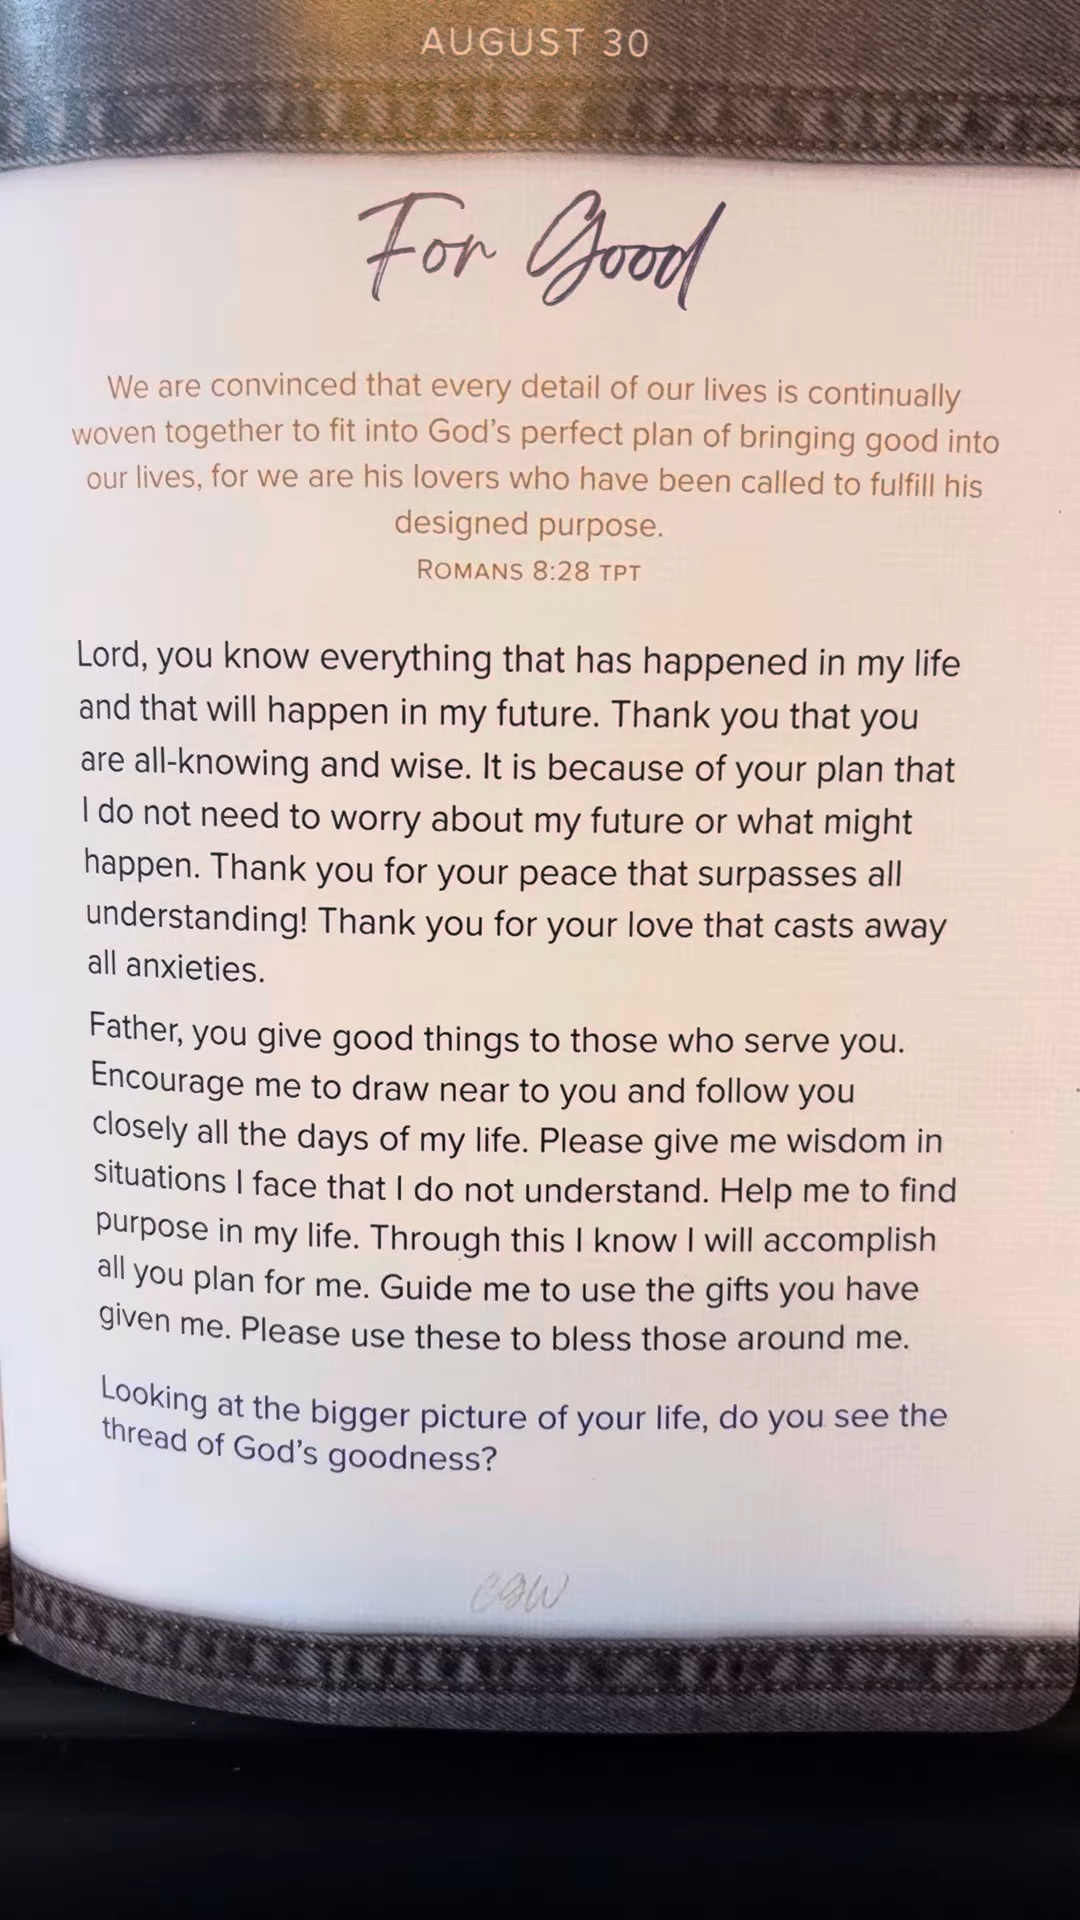 AUGUST 30
For Good
We are convinced that every detail of our lives is continually
woven together to fit into God's perfect plan of bringing good into
our lives, for we are his lovers who have been called to fulfill his
designed purpose.
ROMANS 8:28 TPT
Lord, you know everything that has happened in my life
and that will happen in my future. Thank you that you
are all-knowing and wise. It is because of your plan that
I do not need to worry about my future or what might
happen. Thank you for your peace that surpasses all
understanding! Thank you for your love that casts away
all anxieties.
Father, you give good things to those who serve you.
Encourage me to draw near to you and follow you
closely all the days of my life. Please give me wisdom in
situations I face that I do not understand. Help me to find
purpose in my life. Through this I know I will accomplish
all you plan for me. Guide me to use the gifts you have
given me. Please use these to bless those around me.
Looking at the bigger picture of your life, do you see the
thread of God's goodness?